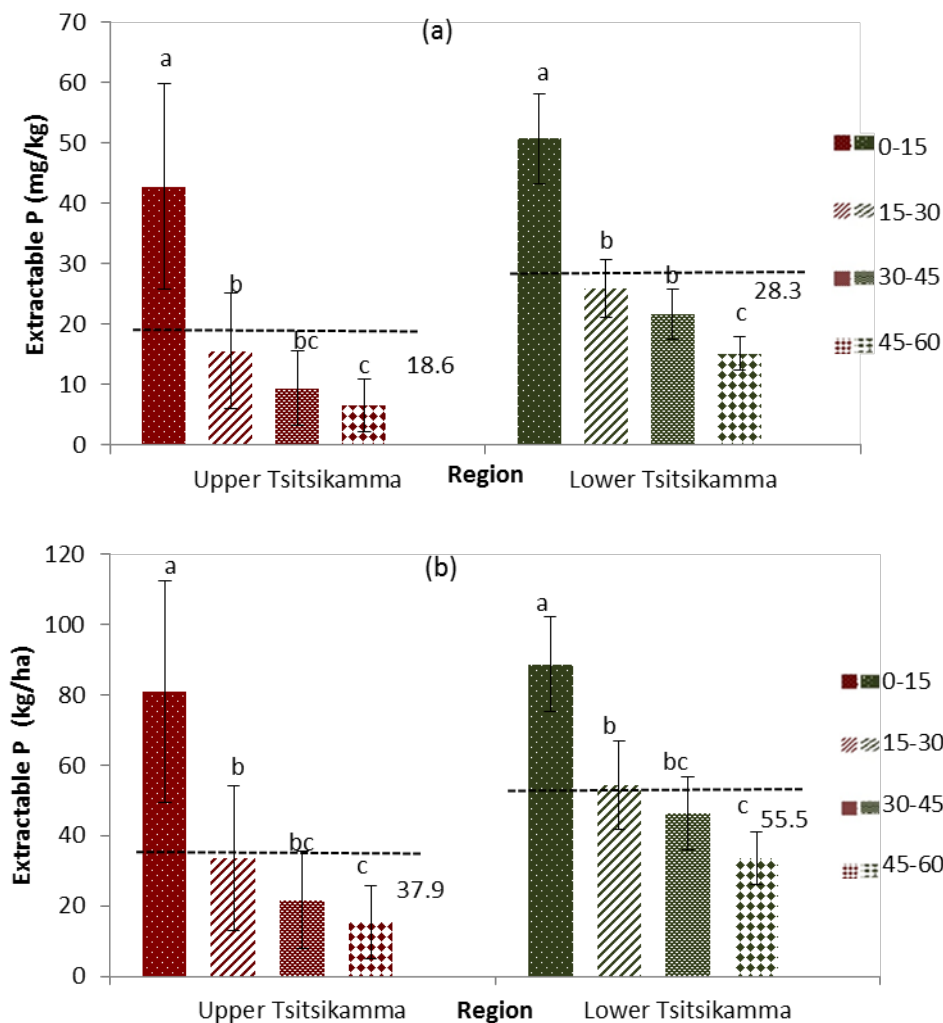 (a)
Extractable P (mg/kg)
70
60
50
40
30
20
10
0
a
b
bc
c
18.6
a
b
b
c
28.3
0-15
15-30
30-45
45-60
Upper Tsitsikamma
Region
Lower Tsitsikamma
(b)
Extractable P (kg/ha)
120
100
80
60
40
20
0
a
b
bc
c
37.9
a
b
bc
c
55.5
0-15
15-30
30-45
45-60
Upper Tsitsikamma
Region
Lower Tsitsikamma